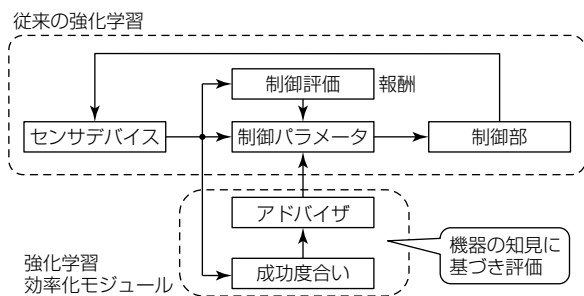 従来の強化学習
制御評価
報酬
センサデバイス
制御パラメータ
制御部
アドバイザ
成功度合い
機器の知見に
基づき評価
強化学習
効率化モジュール